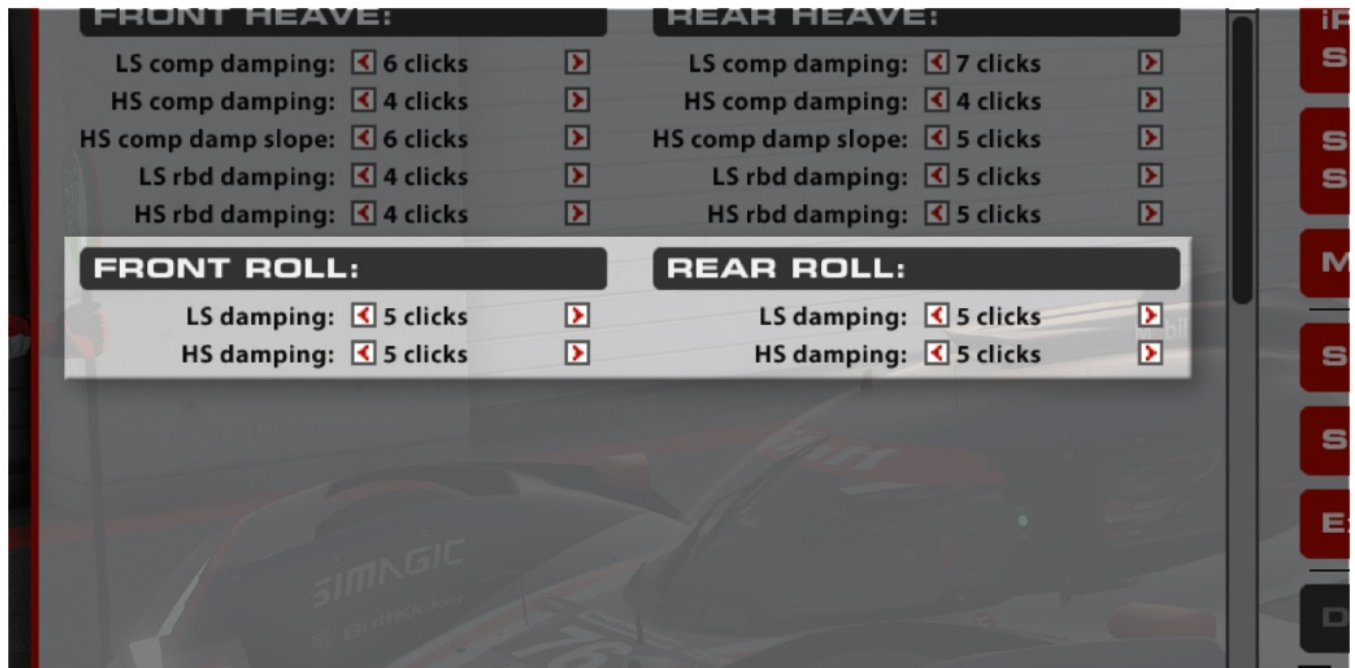 FRONT HEAVE:
LS comp damping: 6 clicks
HS comp damping: 4 clicks
HS comp damp slope: 6 clicks
LS rbd damping: 4 clicks
HS rbd damping: 4 clicks
REAR HEAVE:
LS comp damping: 7 clicks
HS comp damping: 4 clicks
HS comp damp slope: 5 clicks
LS rbd damping: 5 clicks
HS rbd damping: 5 clicks
FRONT ROLL:
LS damping: 5 clicks
HS damping: 5 clicks
REAR ROLL:
LS damping: 5 clicks
HS damping: 5 clicks
SIMAGIC
ButtKicker